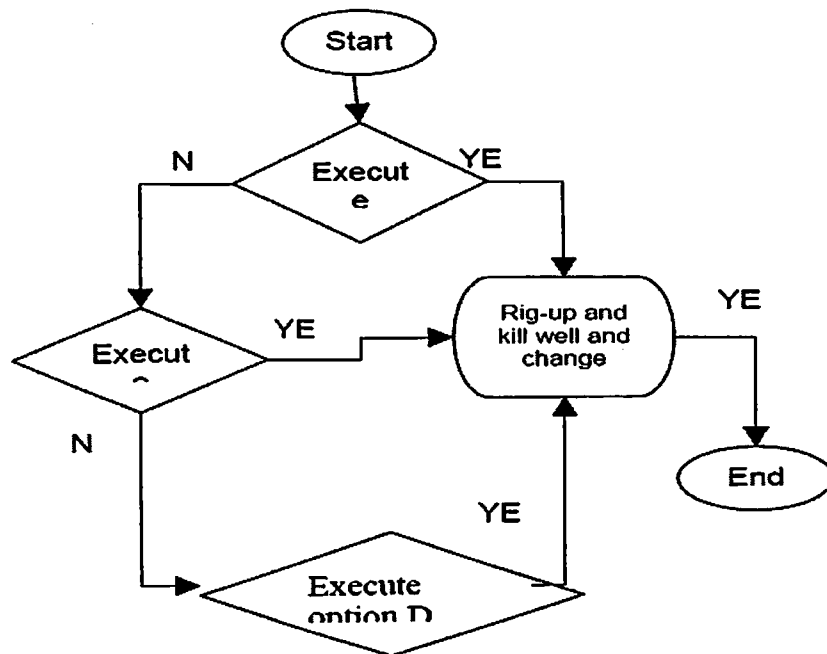 Start
N
YE
Execut
e
YE
Rig-up and
kill well and
change
YE
Execut
N
End
YE
Execute
option D